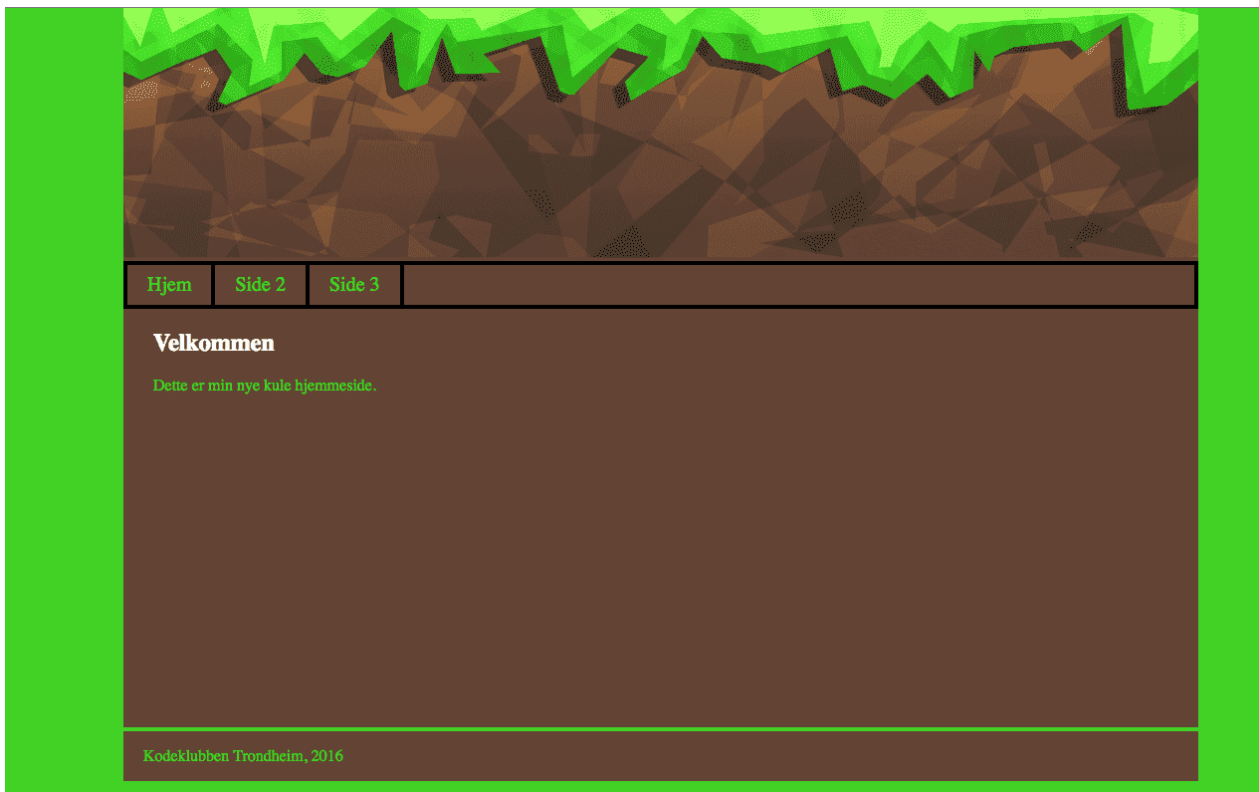 Hjem Side 2 Side 3
Velkommen
Dette er min nye kule hjemmeside.
Kodeklubben Trondheim, 2016